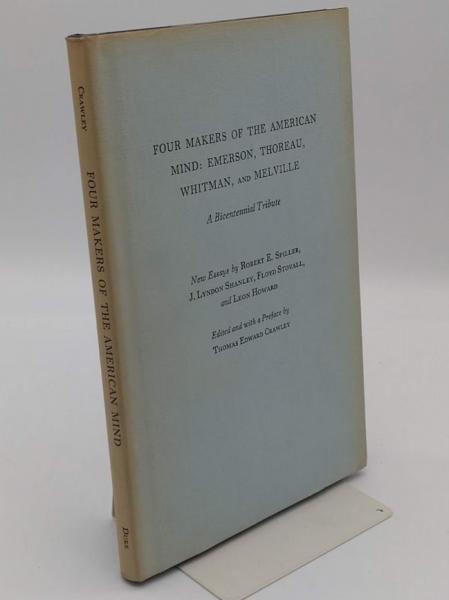 CRAWLEY
FOUR MAKERS OF THE AMERICAN MIND
DUKE
FOUR MAKERS OF THE AMERICAN
MIND: EMERSON, THOREAU,
WHITMAN, AND MELVILLE
A Bicentennial Tribute
New Essays by ROBERT E. SPILLER,
J. LYNDON SHANLEY, FLOYD STOVALL,
and LEON HOWARD
Edited and with a Preface by
THOMAS EDWARD CRAWLEY